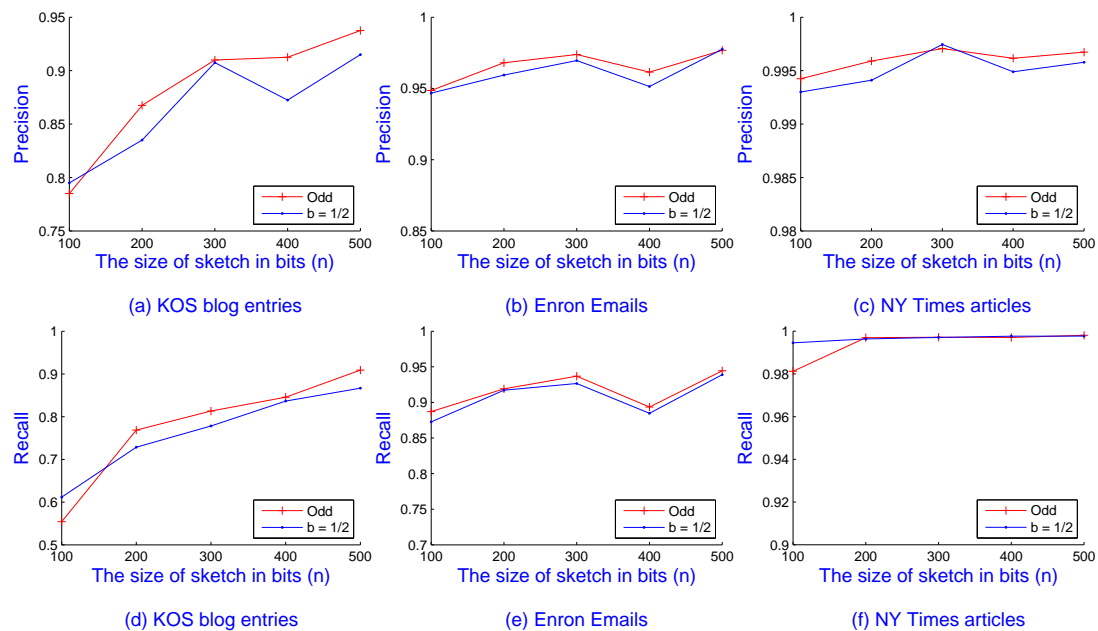 0.95
0.9
0.85
0.8
0.75
Precision
100 200 300 400 500
The size of sketch in bits (n)
Odd
b = 1/2
(a) KOS blog entries
1
0.95
0.9
0.85
Precision
100 200 300 400 500
The size of sketch in bits (n)
Odd
b = 1/2
(b) Enron Emails
1
0.995
0.99
0.985
0.98
Precision
100 200 300 400 500
The size of sketch in bits (n)
Odd
b = 1/2
(c) NY Times articles
1
0.9
0.8
0.7
0.6
0.5
Recall
100 200 300 400 500
The size of sketch in bits (n)
Odd
b = 1/2
(d) KOS blog entries
1
0.95
0.9
0.85
0.8
0.75
0.7
Recall
100 200 300 400 500
The size of sketch in bits (n)
Odd
b = 1/2
(e) Enron Emails
1
0.98
0.96
0.94
0.92
0.9
Recall
100 200 300 400 500
The size of sketch in bits (n)
Odd
b = 1/2
(f) NY Times articles